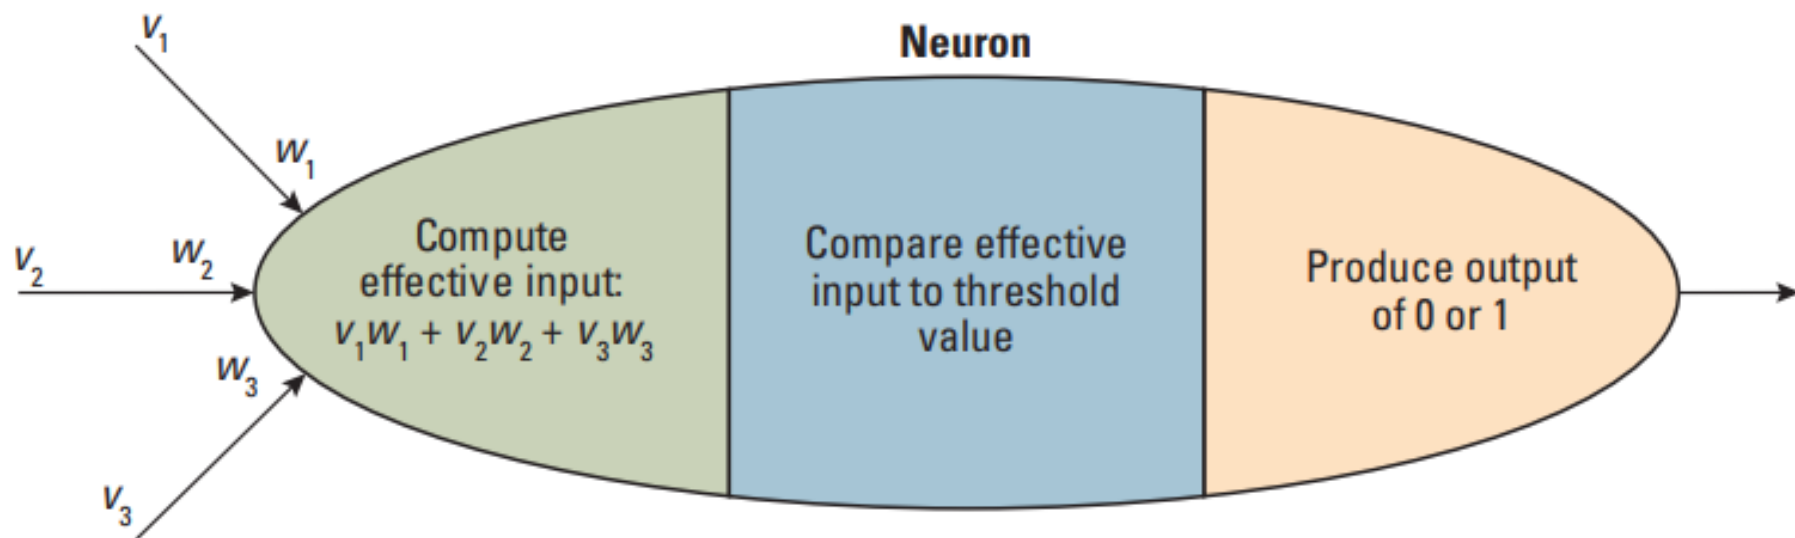 Neuron
v₁
w₁
v₂
w₂
w₃
v₃
Compute
effective input:
v₁w₁ + v₂w₂ + v₃w₃
Compare effective
input to threshold
value
Produce output
of 0 or 1